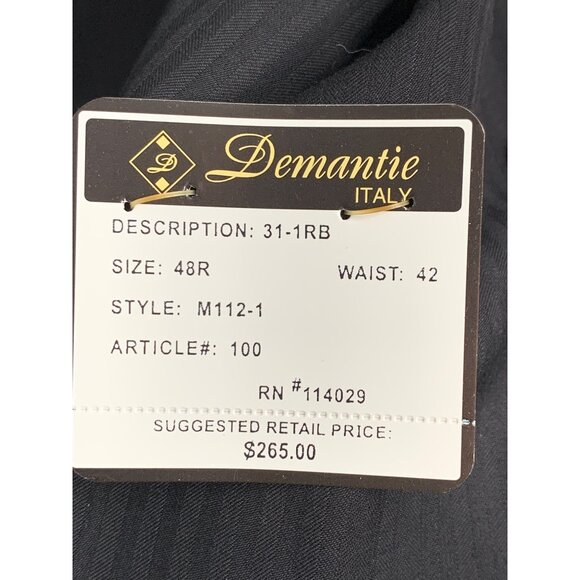 D Demantie
ITALY
DESCRIPTION: 31-1RB
SIZE: 48R WAIST: 42
STYLE: M112-1
ARTICLE#: 100
RN #114029
SUGGESTED RETAIL PRICE:
$265.00